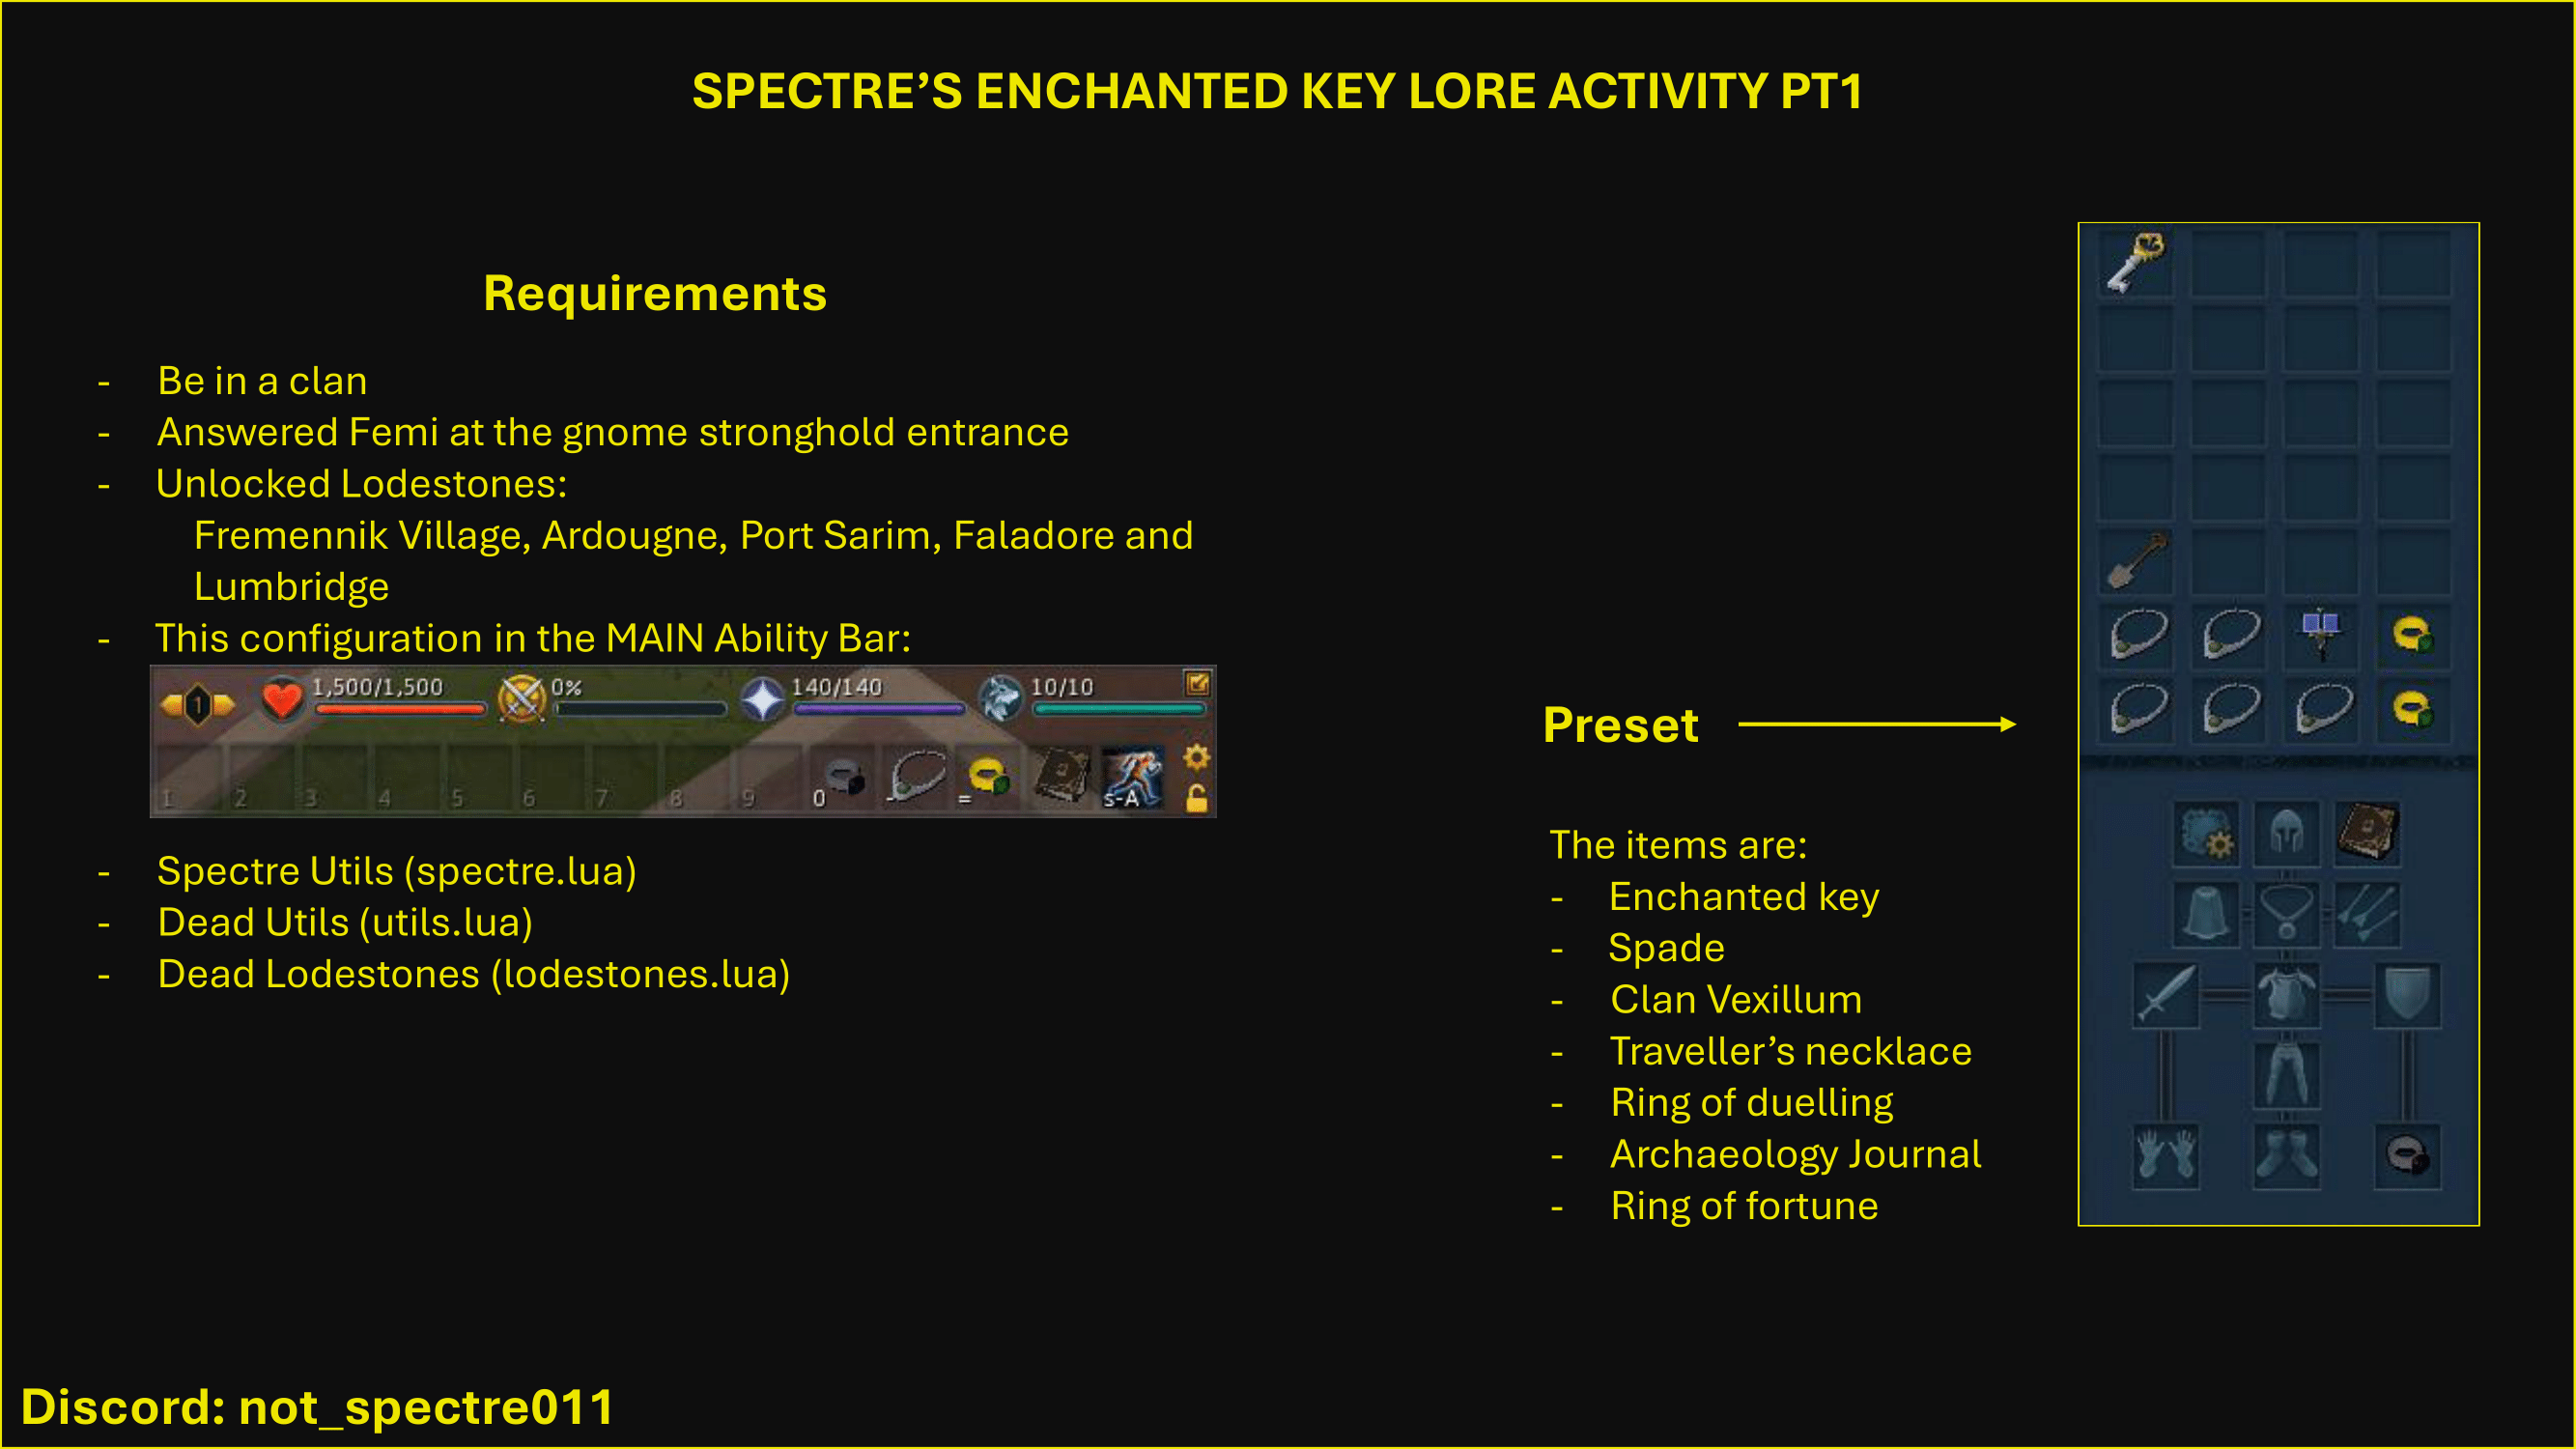 SPECTRE’S ENCHANTED KEY LORE ACTIVITY PT1
Requirements
- Be in a clan
- Answered Femi at the gnome stronghold entrance
- Unlocked Lodestones:
Fremennik Village, Ardougne, Port Sarim, Faladore and
Lumbridge
- This configuration in the MAIN Ability Bar:
1 1,500/1,500 0% 140/140 10/10
1 2 3 4 5 6 7 8 9 0 - = s-A
- Spectre Utils (spectre.lua)
- Dead Utils (utils.lua)
- Dead Lodestones (lodestones.lua)
Preset
The items are:
- Enchanted key
- Spade
- Clan Vexillum
- Traveller’s necklace
- Ring of duelling
- Archaeology Journal
- Ring of fortune
Discord: not_spectre011